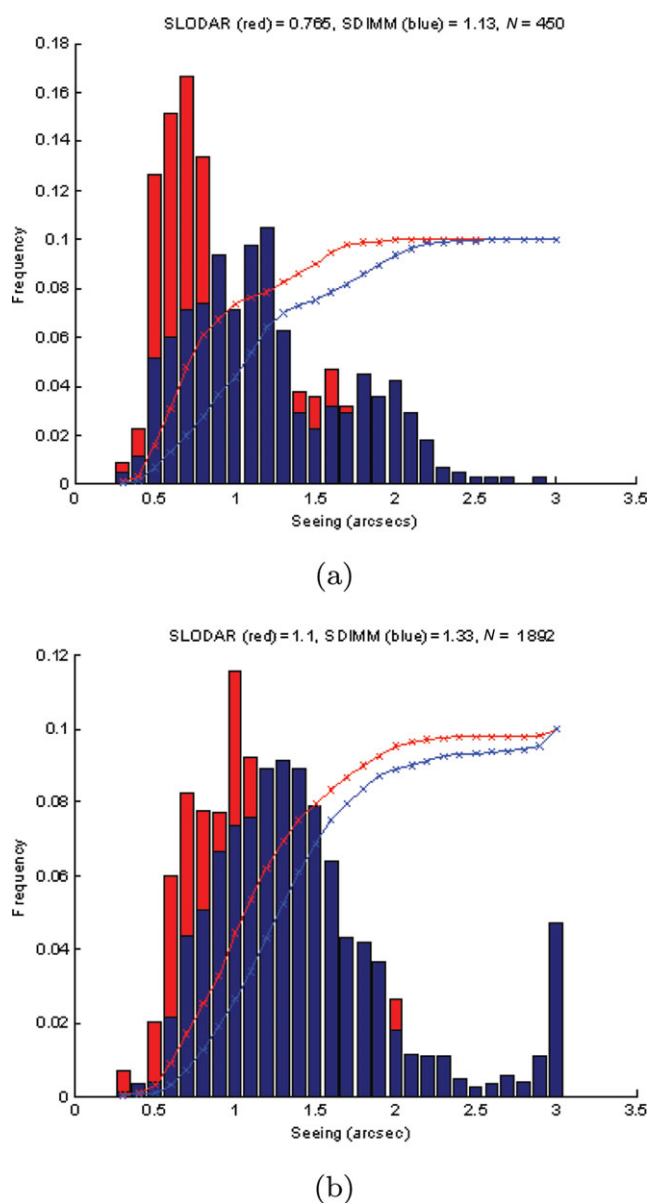 SLODAR (red) = 0.765, SDIMM (blue) = 1.13, N = 450
0.18
0.16
0.14
0.12
0.1
0.08
0.06
0.04
0.02
0
Frequency
0 0.5 1 1.5 2 2.5 3 3.5
Seeing (arcsecs)
(a)
SLODAR (red) = 1.1, SDIMM (blue) = 1.33, N = 1892
0.12
0.1
0.08
0.06
0.04
0.02
0
Frequency
0 0.5 1 1.5 2 2.5 3 3.5
Seeing (arcsec)
(b)